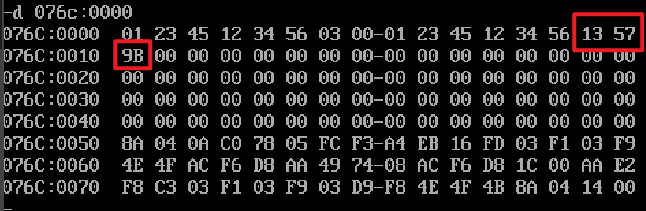 -d 076c:0000
076C:0000 01 23 45 12 34 56 03 00-01 23 45 12 34 56 13 57
076C:0010 9B 00 00 00 00 00 00 00-00 00 00 00 00 00 00 00
076C:0020 00 00 00 00 00 00 00 00-00 00 00 00 00 00 00 00
076C:0030 00 00 00 00 00 00 00 00-00 00 00 00 00 00 00 00
076C:0040 00 00 00 00 00 00 00 00-00 00 00 00 00 00 00 00
076C:0050 8A 04 0A C0 78 05 FC F3-A4 EB 16 FD 03 F1 03 F9
076C:0060 4E 4F AC F6 D8 AA 49 74-08 AC F6 D8 1C 00 AA E2
076C:0070 F8 C3 03 F1 03 F9 03 D9-F8 4E 4F 4B 8A 04 14 00